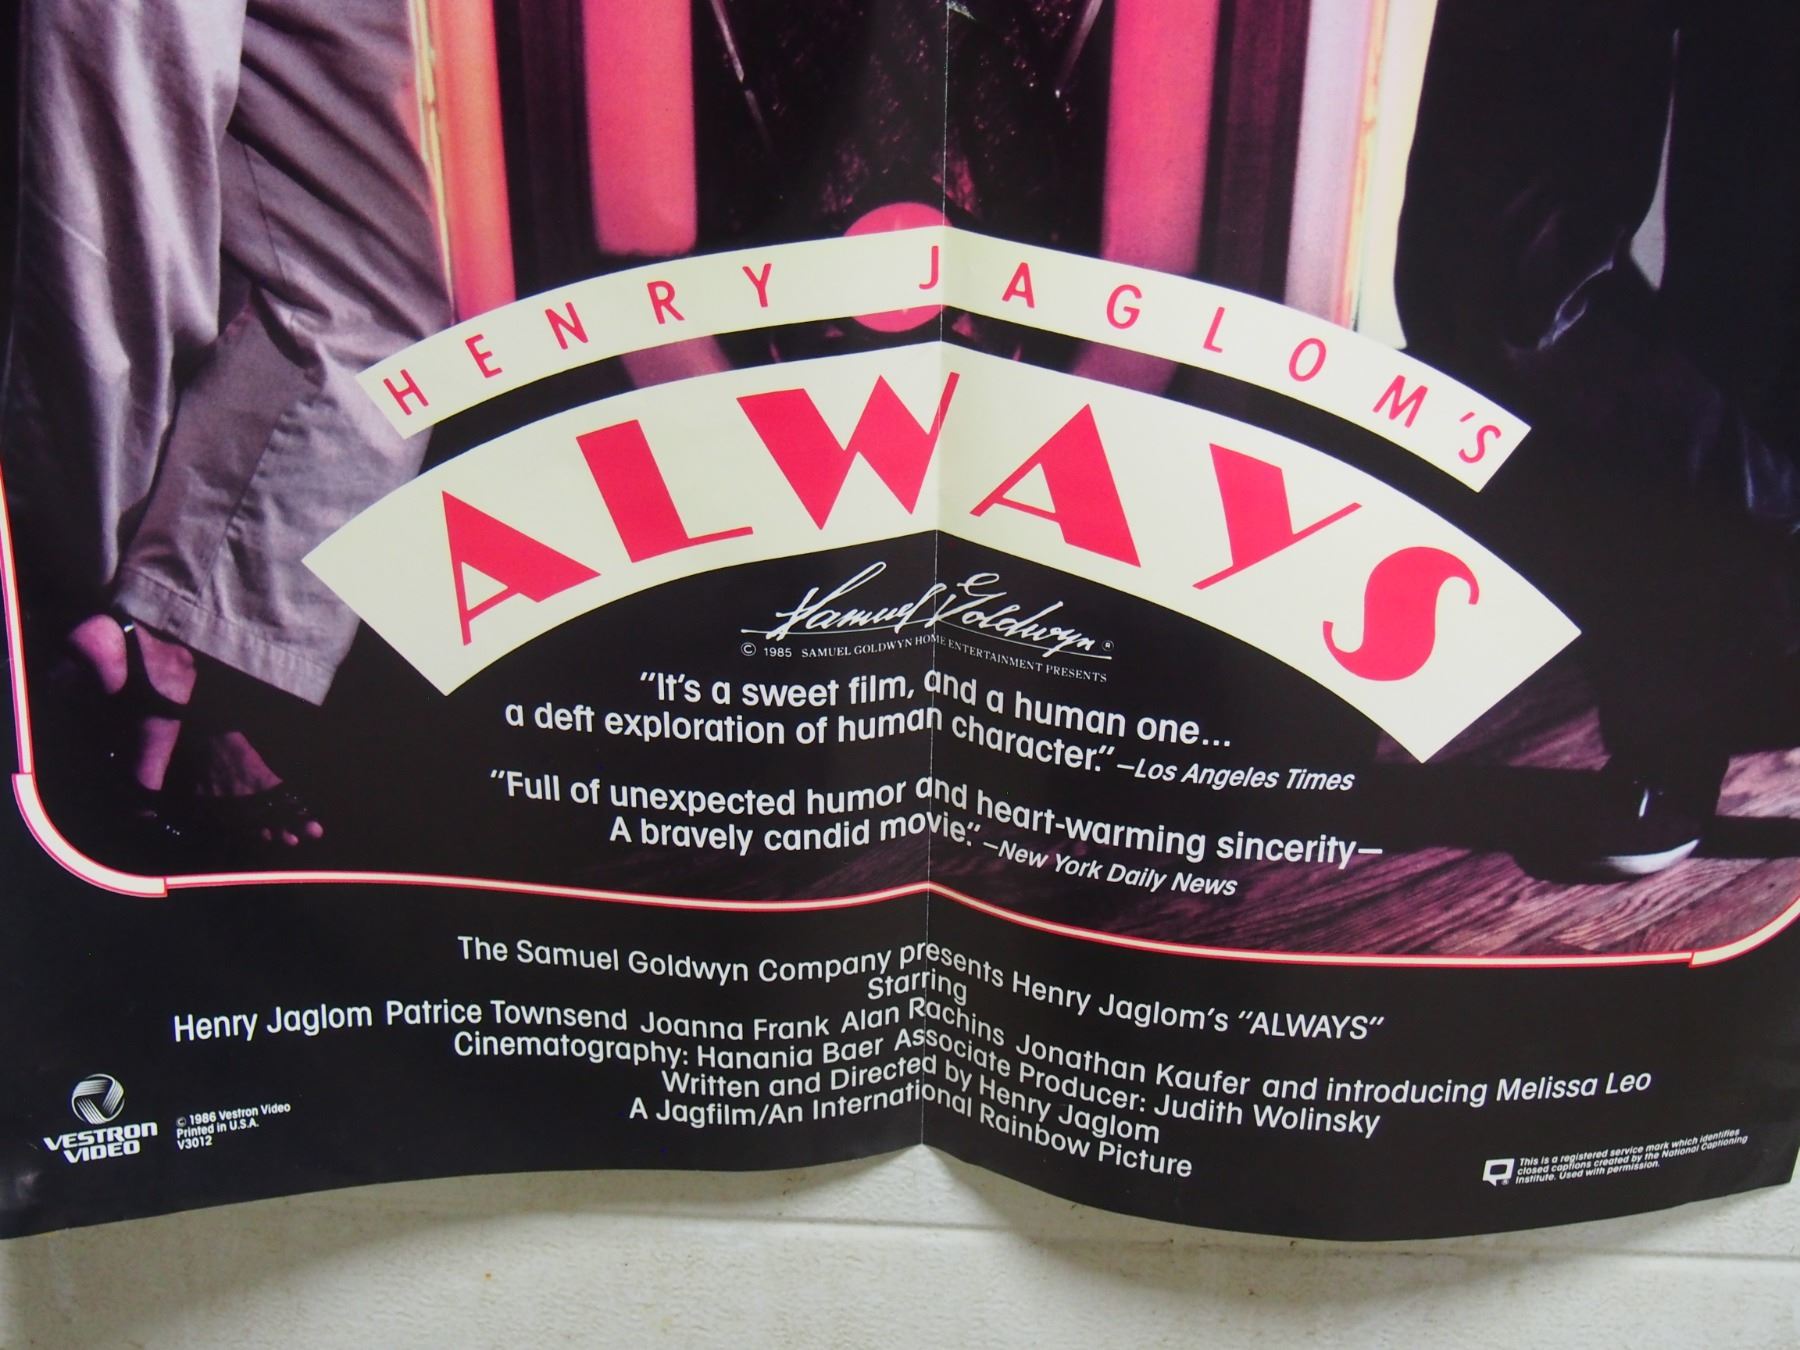 HENRY JAGLOM'S
ALWAYS
Samuel Goldwyn ®
© 1985 SAMUEL GOLDWYN HOME ENTERTAINMENT PRESENTS
"It's a sweet film, and a human one...
a deft exploration of human character." —Los Angeles Times
"Full of unexpected humor and heart-warming sincerity—
A bravely candid movie." —New York Daily News
The Samuel Goldwyn Company presents Henry Jaglom's "ALWAYS"
Starring
Henry Jaglom Patrice Townsend Joanna Frank Alan Rachins Jonathan Kaufer and introducing Melissa Leo
Cinematography: Hanania Baer Associate Producer: Judith Wolinsky
Written and Directed by Henry Jaglom
A Jagfilm/An International Rainbow Picture
VESTRON
VIDEO
© 1986 Vestron Video
Printed in U.S.A.
V3012
This is a registered service mark which identifies
closed captions created by the National Captioning
Institute. Used with permission.